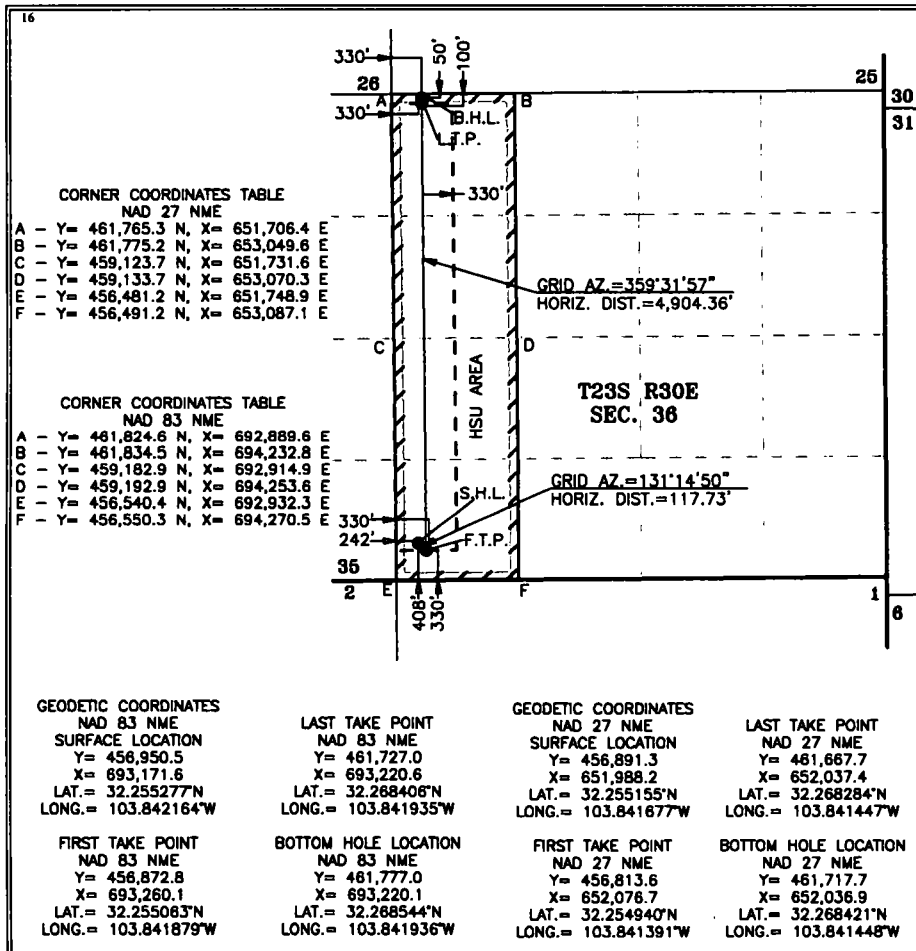 16
330'
50'
100'
26
25
A
B
30
330'
B.H.L.
31
L.T.P.
CORNER COORDINATES TABLE
NAD 27 NME
A - Y= 461,765.3 N, X= 651,706.4 E
B - Y= 461,775.2 N, X= 653,049.6 E
C - Y= 459,123.7 N, X= 651,731.6 E
D - Y= 459,133.7 N, X= 653,070.3 E
E - Y= 456,481.2 N, X= 651,748.9 E
F - Y= 456,491.2 N, X= 653,087.1 E
330'
GRID AZ.=359°31'57"
HORIZ. DIST.=4,904.36'
C
D
HSU AREA
T23S R30E
SEC. 36
CORNER COORDINATES TABLE
NAD 83 NME
A - Y= 461,824.6 N, X= 692,889.6 E
B - Y= 461,834.5 N, X= 694,232.8 E
C - Y= 459,182.9 N, X= 692,914.9 E
D - Y= 459,192.9 N, X= 694,253.6 E
E - Y= 456,540.4 N, X= 692,932.3 E
F - Y= 456,550.3 N, X= 694,270.5 E
S.H.L.
GRID AZ.=131°14'50"
HORIZ. DIST.=117.73'
330'
242'
F.T.P.
35
2
E
408'
330'
F
1
6
GEODETIC COORDINATES
NAD 83 NME
SURFACE LOCATION
Y= 456,950.5
X= 693,171.6
LAT.= 32.255277°N
LONG.= 103.842164°W
LAST TAKE POINT
NAD 83 NME
Y= 461,727.0
X= 693,220.6
LAT.= 32.268406°N
LONG.= 103.841935°W
GEODETIC COORDINATES
NAD 27 NME
SURFACE LOCATION
Y= 456,891.3
X= 651,988.2
LAT.= 32.255155°N
LONG.= 103.841677°W
LAST TAKE POINT
NAD 27 NME
Y= 461,667.7
X= 652,037.4
LAT.= 32.268284°N
LONG.= 103.841447°W
FIRST TAKE POINT
NAD 83 NME
Y= 456,872.8
X= 693,260.1
LAT.= 32.255063°N
LONG.= 103.841879°W
BOTTOM HOLE LOCATION
NAD 83 NME
Y= 461,777.0
X= 693,220.1
LAT.= 32.268544°N
LONG.= 103.841936°W
FIRST TAKE POINT
NAD 27 NME
Y= 456,813.6
X= 652,076.7
LAT.= 32.254940°N
LONG.= 103.841391°W
BOTTOM HOLE LOCATION
NAD 27 NME
Y= 461,717.7
X= 652,036.9
LAT.= 32.268421°N
LONG.= 103.841448°W